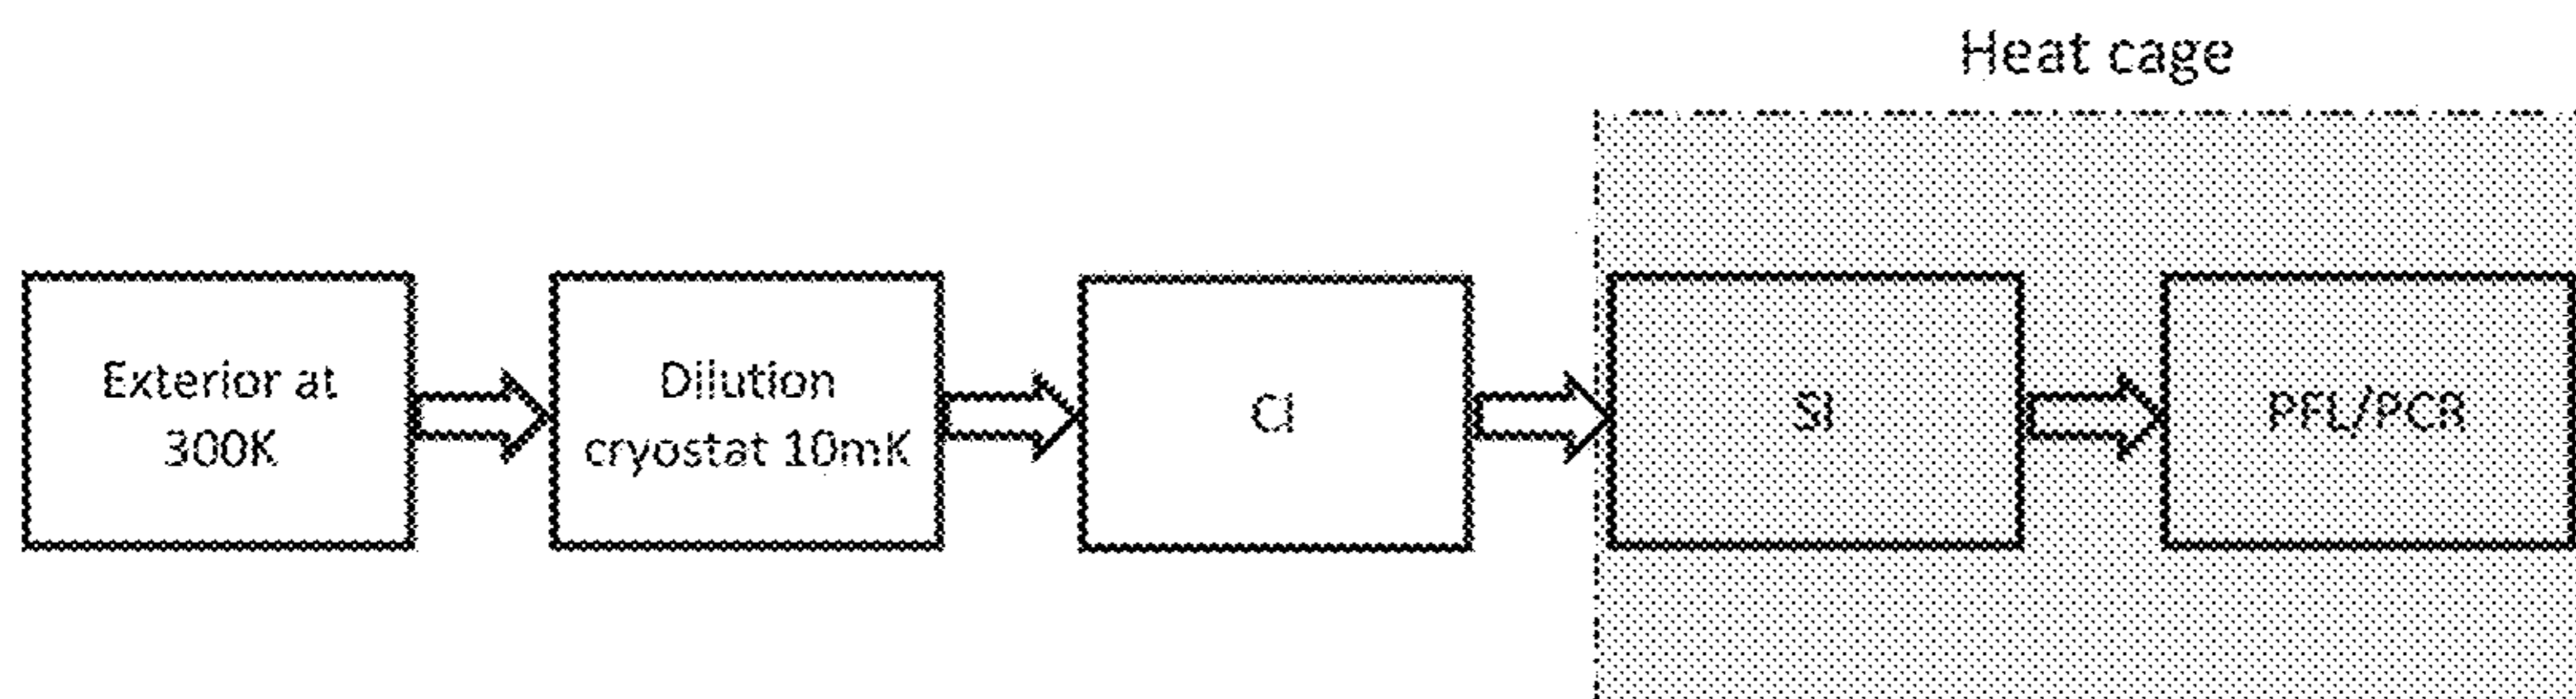 Heat cage
Exterior at
300K
Dilution
cryostat 10mK
CI
SI
PFL/PCR